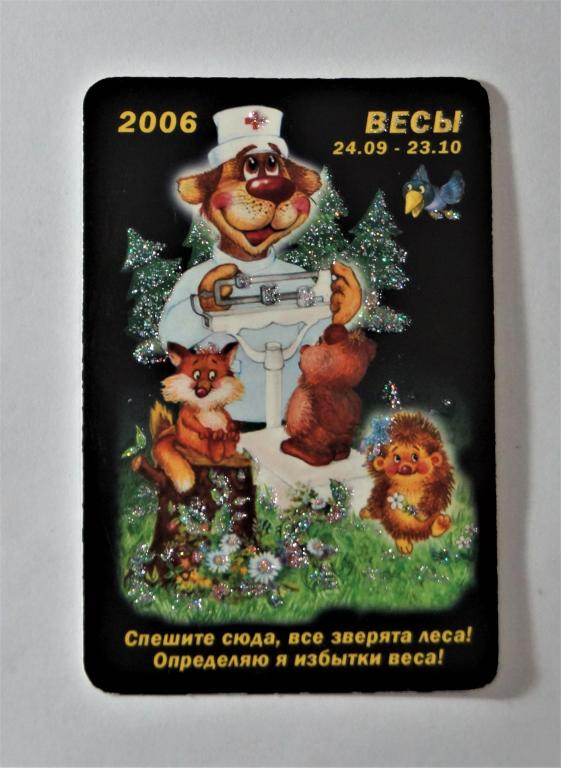 2006
ВЕСЫ
24.09 - 23.10
Спешите сюда, все зверята леса!
Определяю я избытки веса!